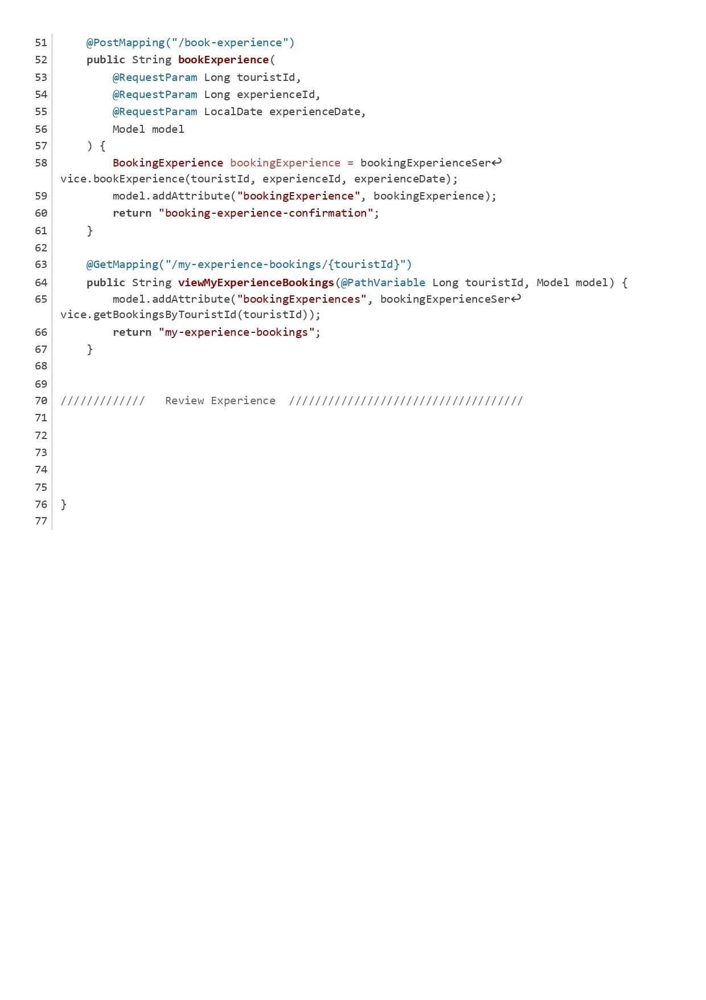 51     @PostMapping("/book-experience")
52     public String bookExperience(
53         @RequestParam Long touristId,
54         @RequestParam Long experienceId,
55         @RequestParam LocalDate experienceDate,
56         Model model
57     ) {
58         BookingExperience bookingExperience = bookingExperienceSer↩
vice.bookExperience(touristId, experienceId, experienceDate);
59         model.addAttribute("bookingExperience", bookingExperience);
60         return "booking-experience-confirmation";
61     }
62
63     @GetMapping("/my-experience-bookings/{touristId}")
64     public String viewMyExperienceBookings(@PathVariable Long touristId, Model model) {
65         model.addAttribute("bookingExperiences", bookingExperienceSer↩
vice.getBookingsByTouristId(touristId));
66         return "my-experience-bookings";
67     }
68
69
70 /////////////   Review Experience  ////////////////////////////////////
71
72
73
74
75
76 }
77